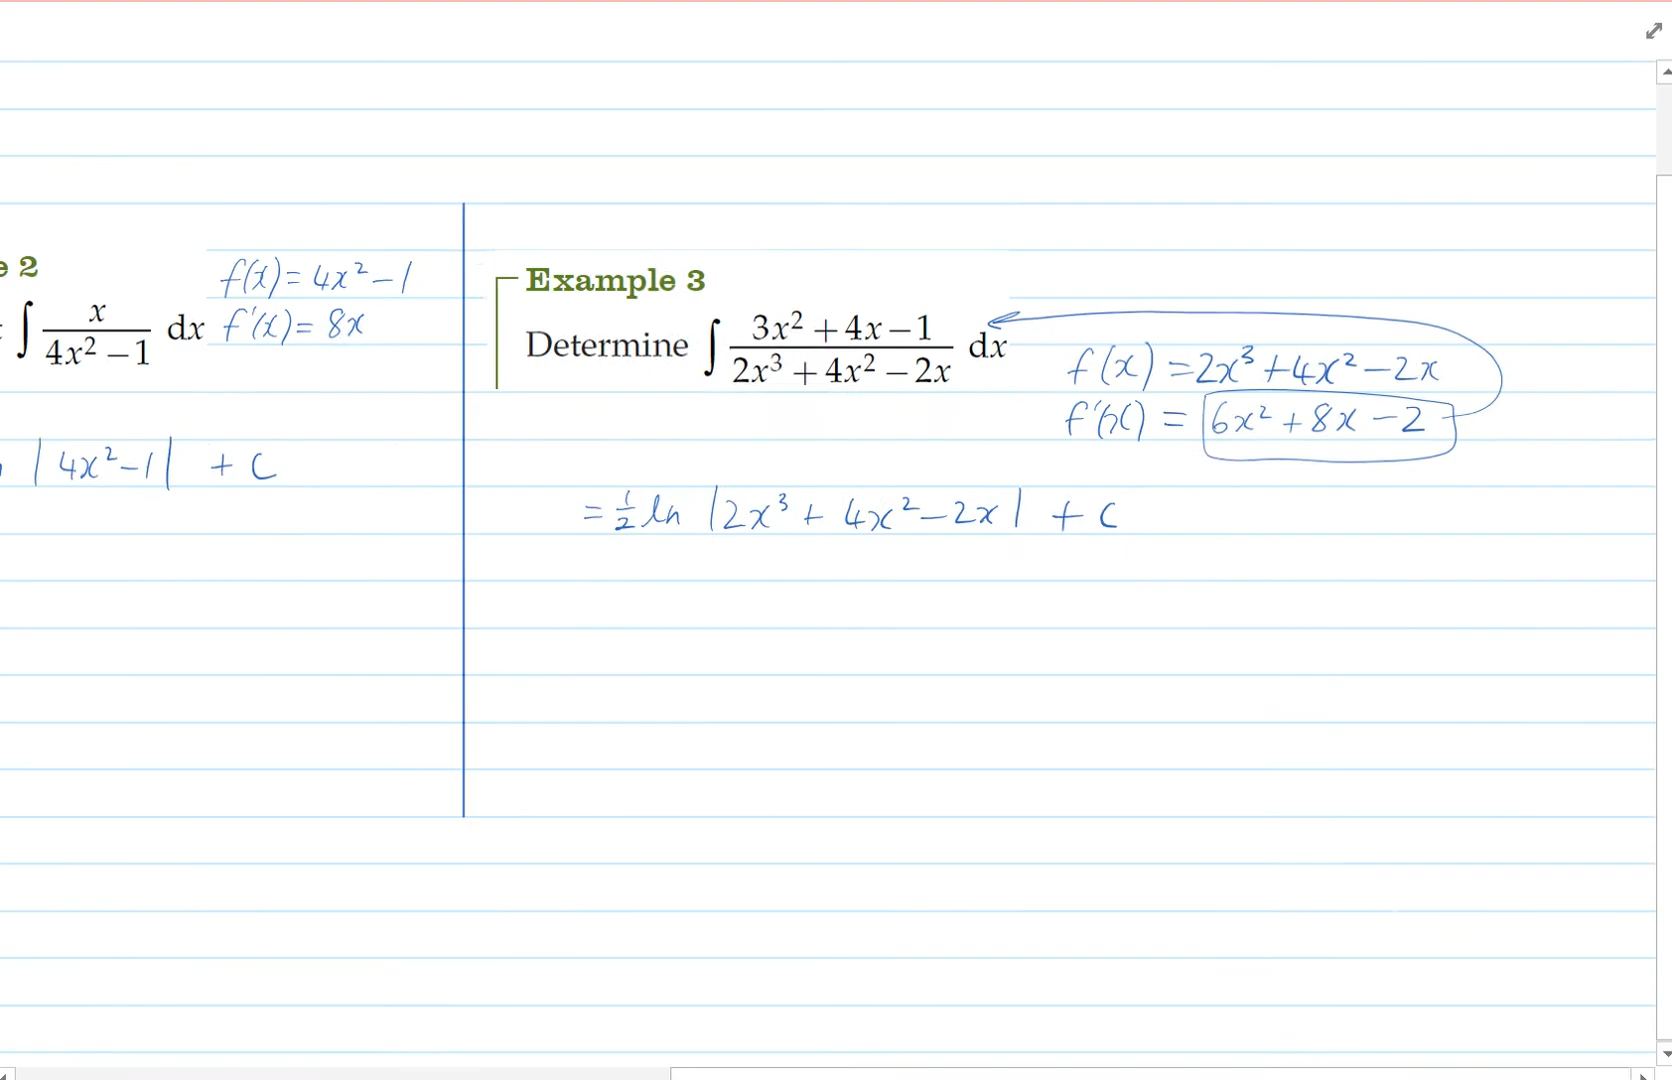 e 2
f(x) = 4x² - 1
∫ x / (4x² - 1) dx
f'(x) = 8x
|4x² - 1| + C
Example 3
Determine ∫ (3x² + 4x - 1) / (2x³ + 4x² - 2x) dx
f(x) = 2x³ + 4x² - 2x
f'(x) = 6x² + 8x - 2
= ½ ln |2x³ + 4x² - 2x| + C